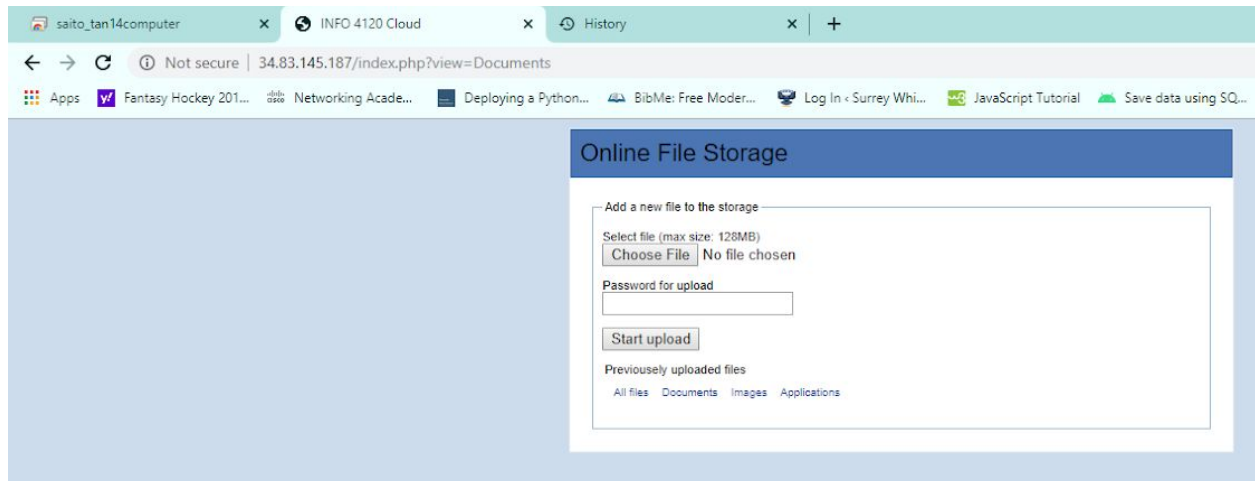 saito_tan14computer
INFO 4120 Cloud
History
Not secure | 34.83.145.187/index.php?view=Documents
Apps Fantasy Hockey 201... Networking Acade... Deploying a Python... BibMe: Free Moder... Log In ‹ Surrey Whi... JavaScript Tutorial Save data using SQ...
Online File Storage
Add a new file to the storage
Select file (max size: 128MB)
Choose File No file chosen
Password for upload
Start upload
Previousely uploaded files
All files Documents Images Applications